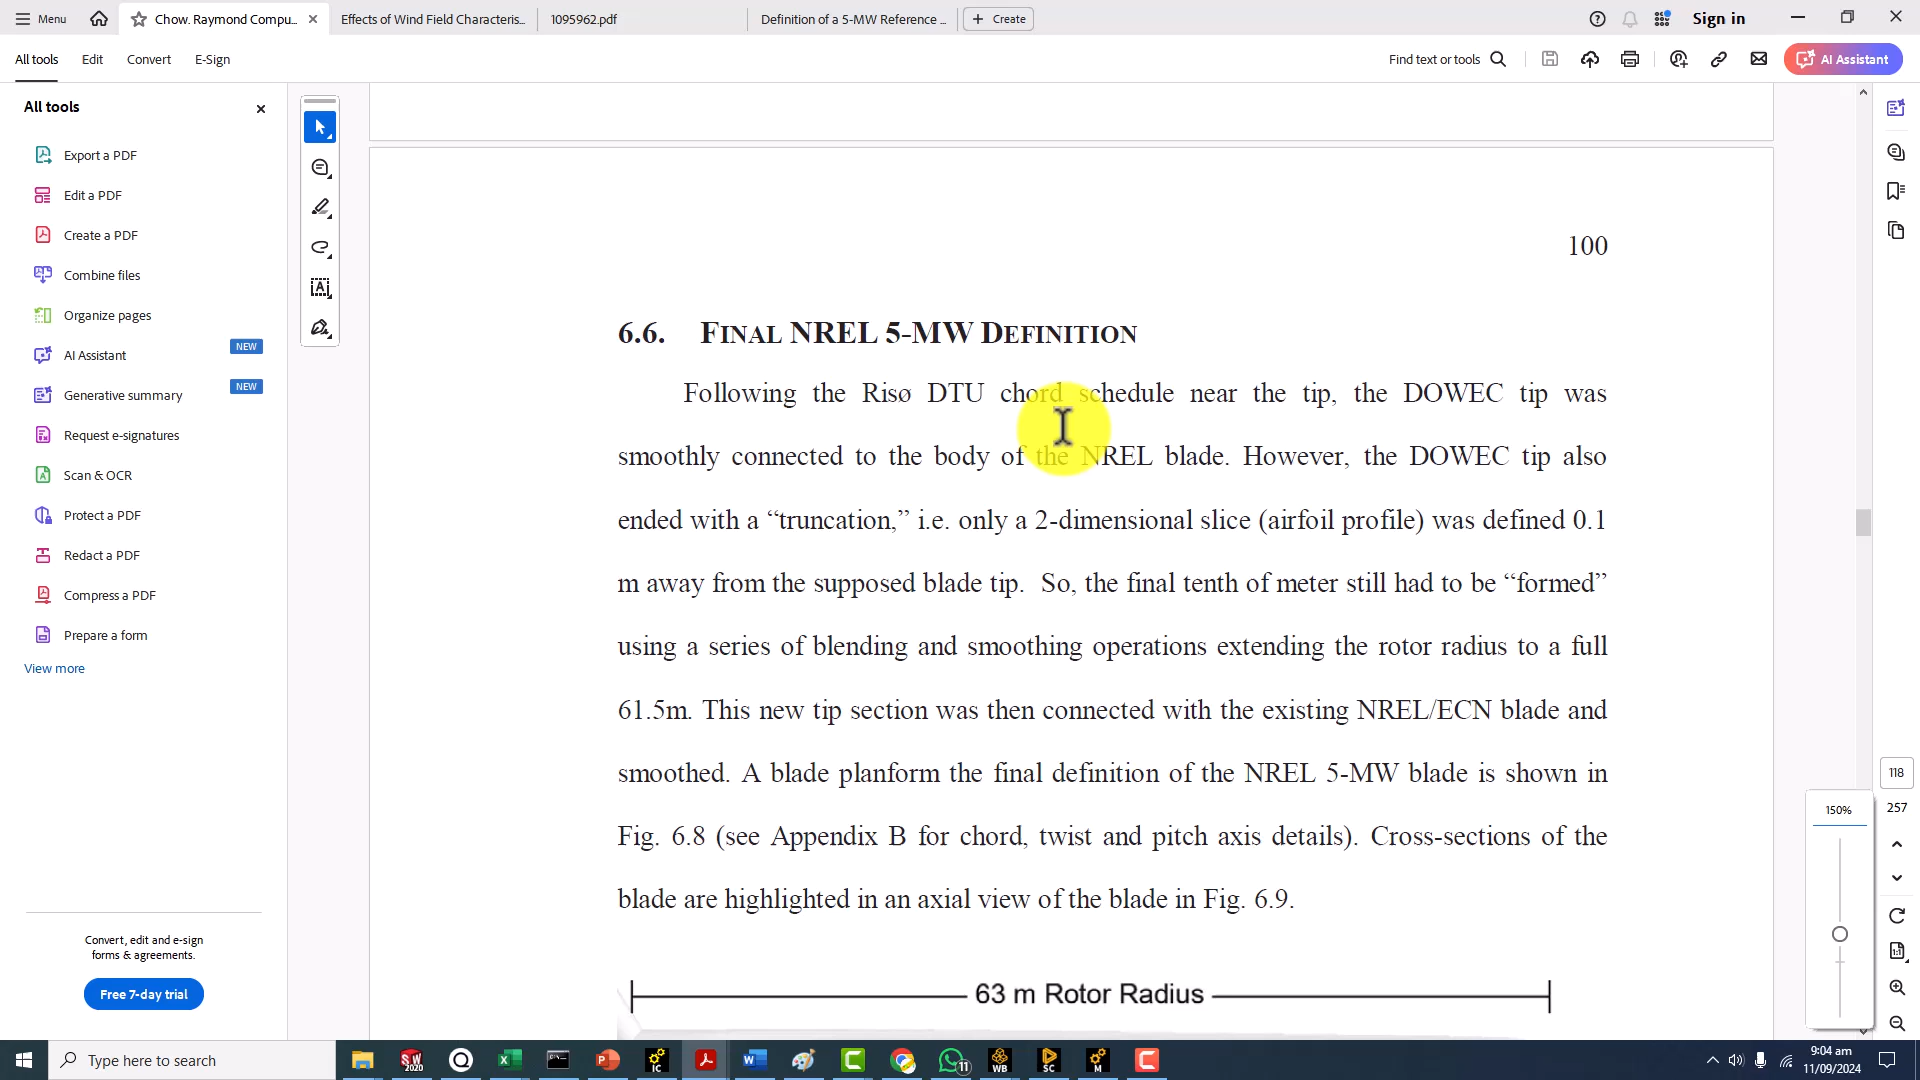 Menu
Chow. Raymond Compu...
Effects of Wind Field Characteris...
1095962.pdf
Definition of a 5-MW Reference ...
Create
Sign in
All tools
Edit
Convert
E-Sign
Find text or tools
AI Assistant
All tools
Export a PDF
Edit a PDF
Create a PDF
Combine files
Organize pages
AI Assistant
NEW
Generative summary
NEW
Request e-signatures
Scan & OCR
Protect a PDF
Redact a PDF
Compress a PDF
Prepare a form
View more
Convert, edit and e-sign
forms & agreements.
Free 7-day trial
100
6.6. FINAL NREL 5-MW DEFINITION
Following the Risø DTU chord schedule near the tip, the DOWEC tip was
smoothly connected to the body of the NREL blade. However, the DOWEC tip also
ended with a “truncation,” i.e. only a 2-dimensional slice (airfoil profile) was defined 0.1
m away from the supposed blade tip. So, the final tenth of meter still had to be “formed”
using a series of blending and smoothing operations extending the rotor radius to a full
61.5m. This new tip section was then connected with the existing NREL/ECN blade and
smoothed. A blade planform the final definition of the NREL 5-MW blade is shown in
Fig. 6.8 (see Appendix B for chord, twist and pitch axis details). Cross-sections of the
blade are highlighted in an axial view of the blade in Fig. 6.9.
63 m Rotor Radius
118
257
150%
Type here to search
SW
2020
IC
11
WB
SC
M
9:04 am
11/09/2024